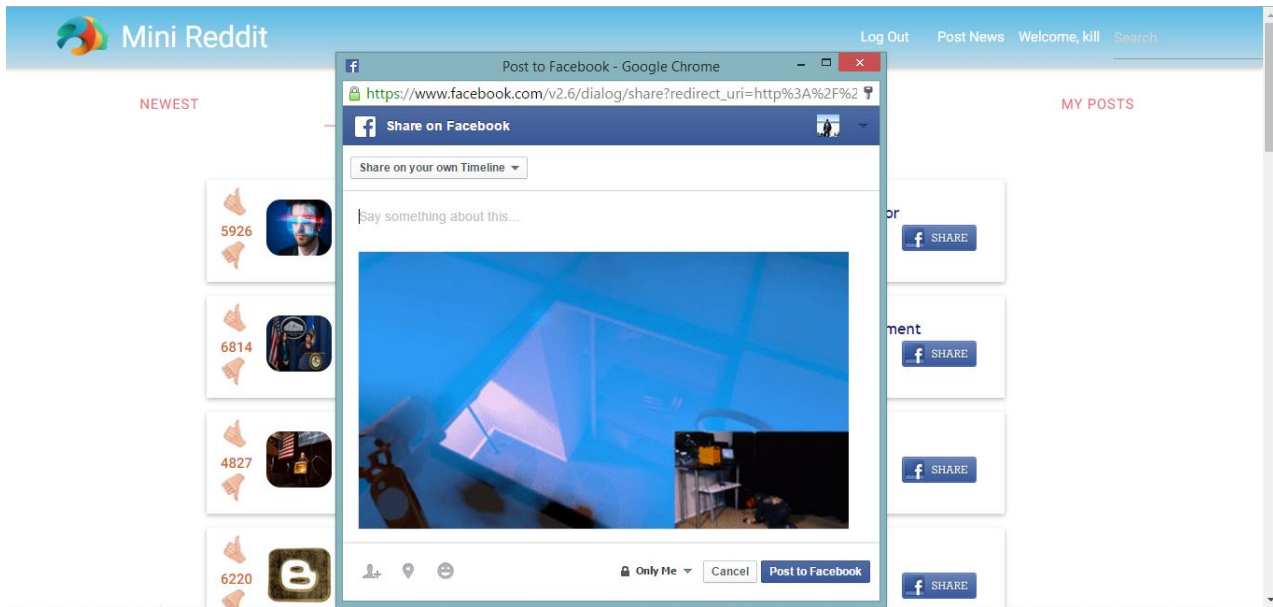 Mini Reddit
Log Out Post News Welcome, kill Search
Post to Facebook - Google Chrome
https://www.facebook.com/v2.6/dialog/share?redirect_uri=http%3A%2F%2
NEWEST
MY POSTS
Share on Facebook
Share on your own Timeline
Say something about this...
5926
or
SHARE
6814
ment
SHARE
4827
SHARE
6220
SHARE
Only Me Cancel Post to Facebook